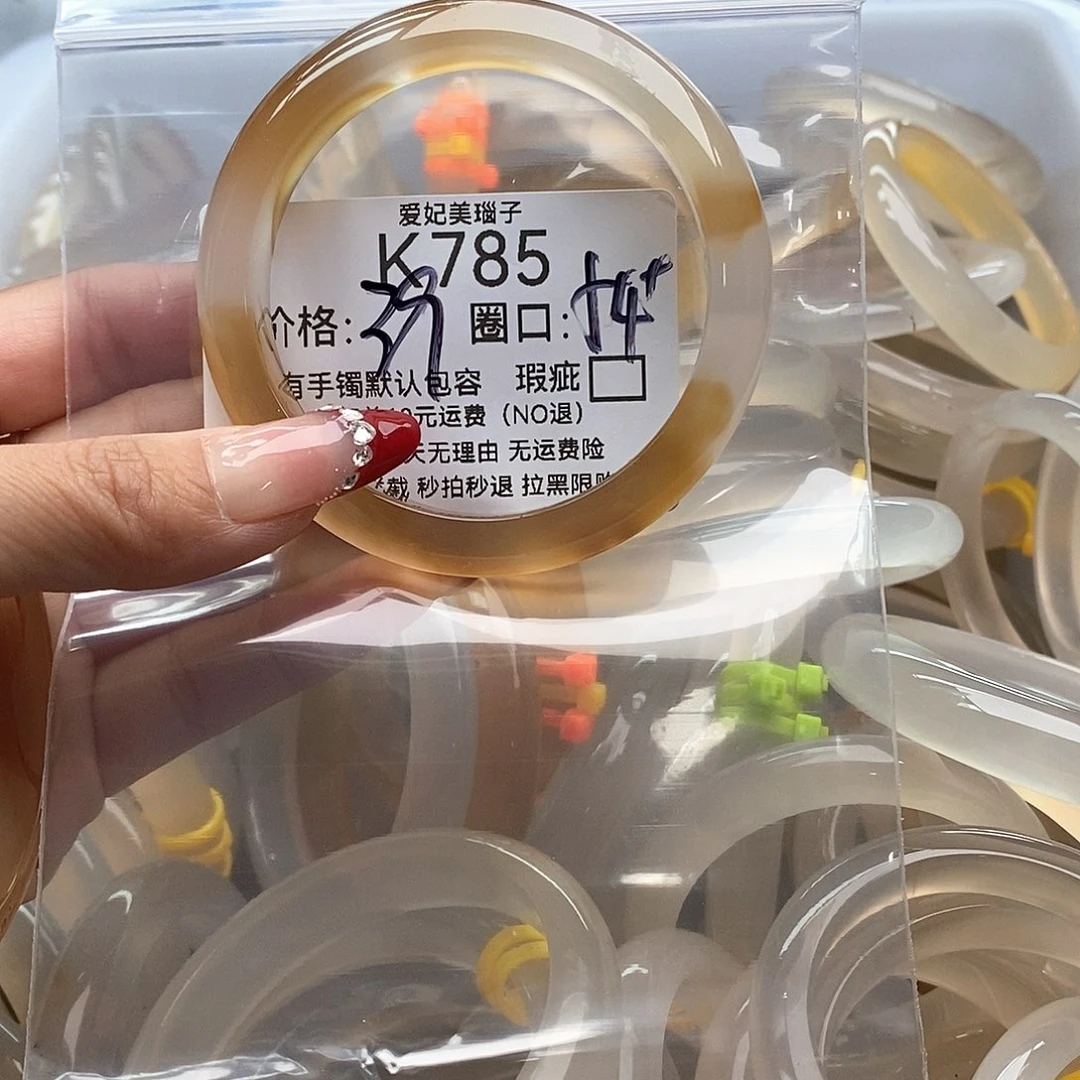 爱妃美瑙子
K785
价格: 39 圈口: 54+
有手镯默认包容 瑕疵
元运费（NO退）
天无理由 无运费险
秒拍秒退 拉黑限购